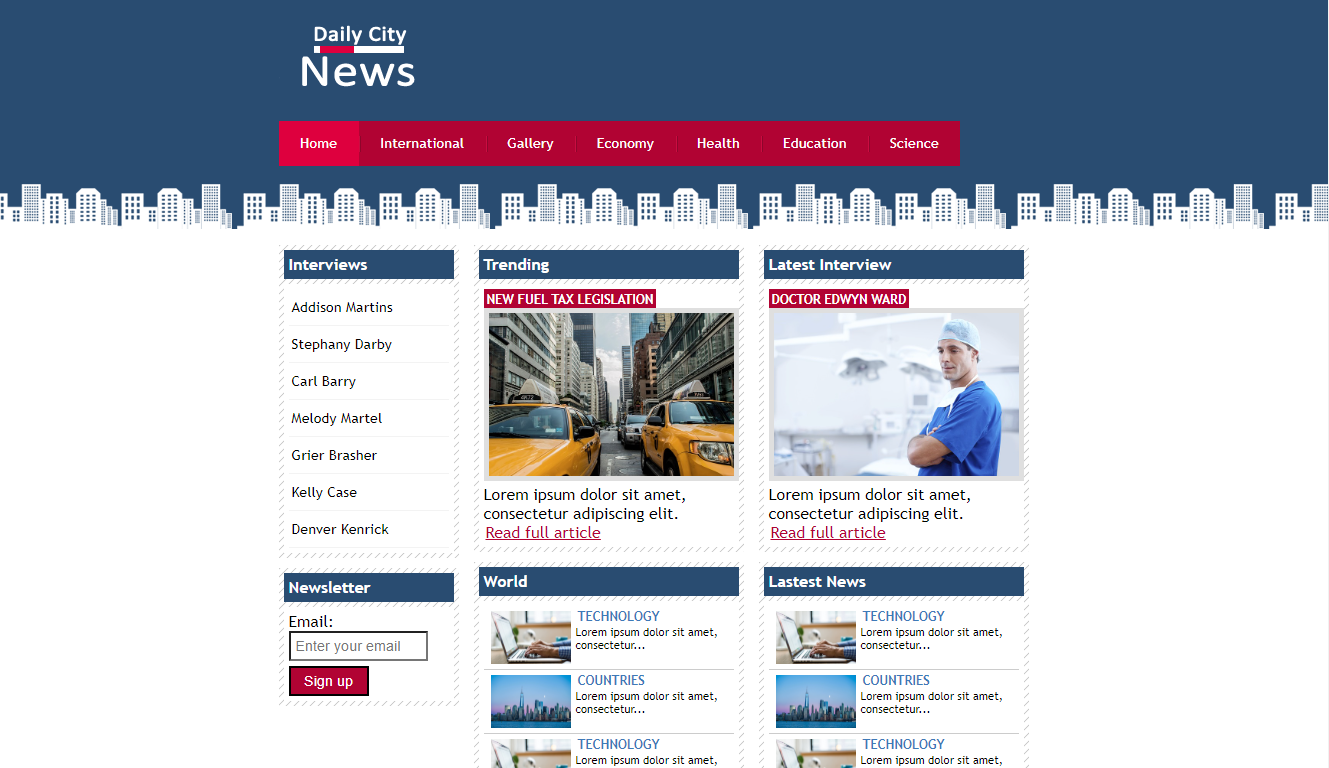 Daily City
News
Home
International
Gallery
Economy
Health
Education
Science
Interviews
Addison Martins
Stephany Darby
Carl Barry
Melody Martel
Grier Brasher
Kelly Case
Denver Kenrick
Newsletter
Email:
Enter your email
Sign up
Trending
NEW FUEL TAX LEGISLATION
Lorem ipsum dolor sit amet,
consectetur adipiscing elit.
Read full article
World
TECHNOLOGY
Lorem ipsum dolor sit amet,
consectetur...
COUNTRIES
Lorem ipsum dolor sit amet,
consectetur...
TECHNOLOGY
Lorem ipsum dolor sit amet,
Latest Interview
DOCTOR EDWYN WARD
Lorem ipsum dolor sit amet,
consectetur adipiscing elit.
Read full article
Lastest News
TECHNOLOGY
Lorem ipsum dolor sit amet,
consectetur...
COUNTRIES
Lorem ipsum dolor sit amet,
consectetur...
TECHNOLOGY
Lorem ipsum dolor sit amet,